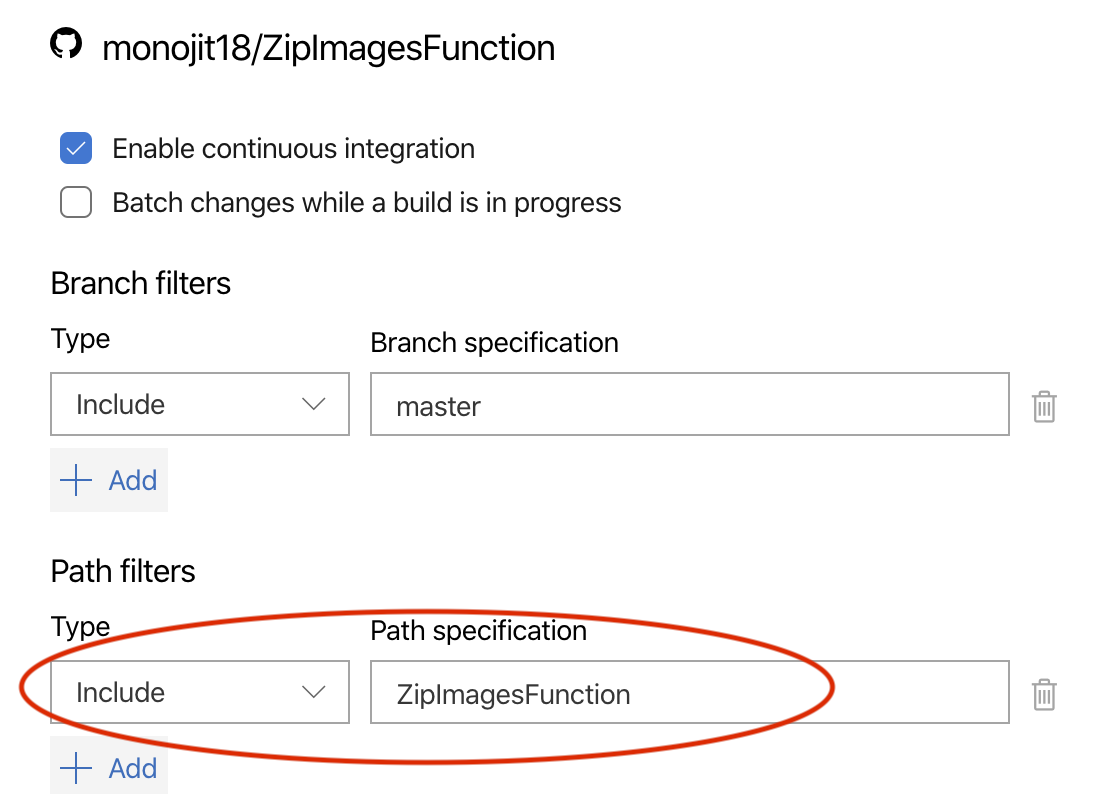 monojit18/ZipImagesFunction
Enable continuous integration
Batch changes while a build is in progress
Branch filters
Type Branch specification
Include master
Add
Path filters
Type Path specification
Include ZipImagesFunction
Add